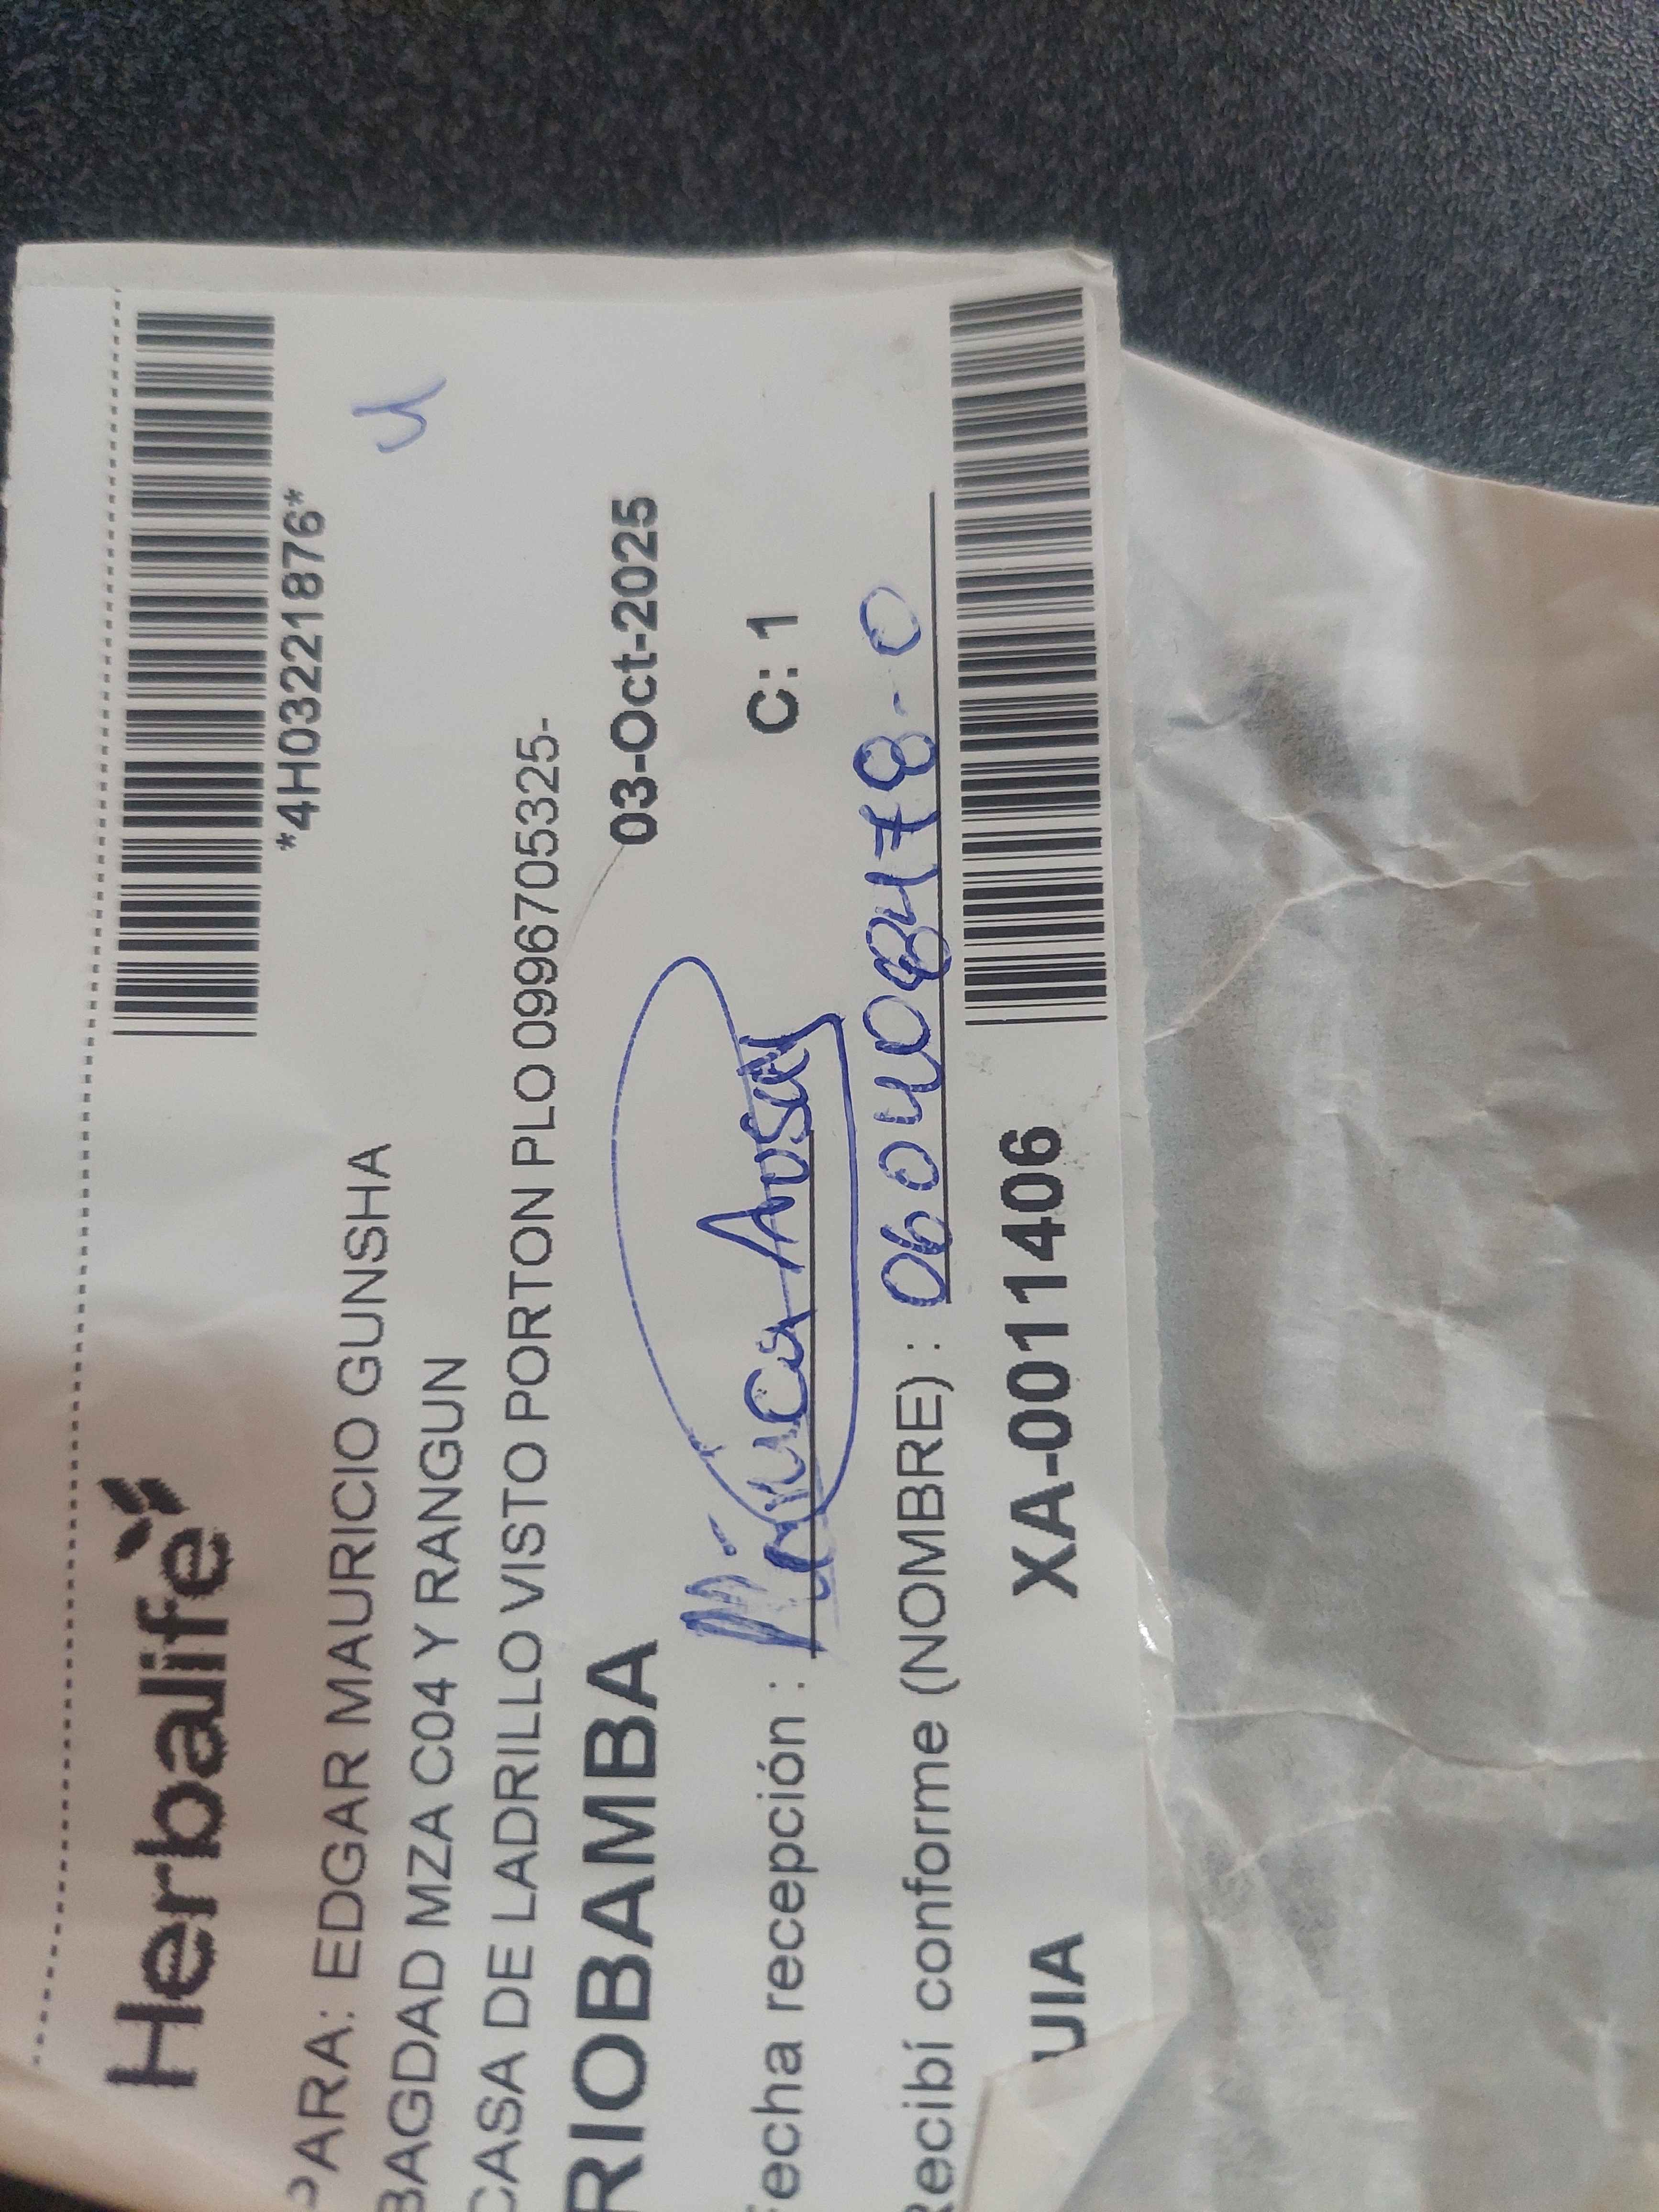 Herbalife
*4H03221876*
PARA: EDGAR MAURICIO GUNSHA
BAGDAD MZA C04 Y RANGUN
CASA DE LADRILLO VISTO PORTON PLO 0996705325-
RIOBAMBA 03-Oct-2025
Fecha recepción : C: 1
Recibí conforme (NOMBRE) :
UIA XA-0011406